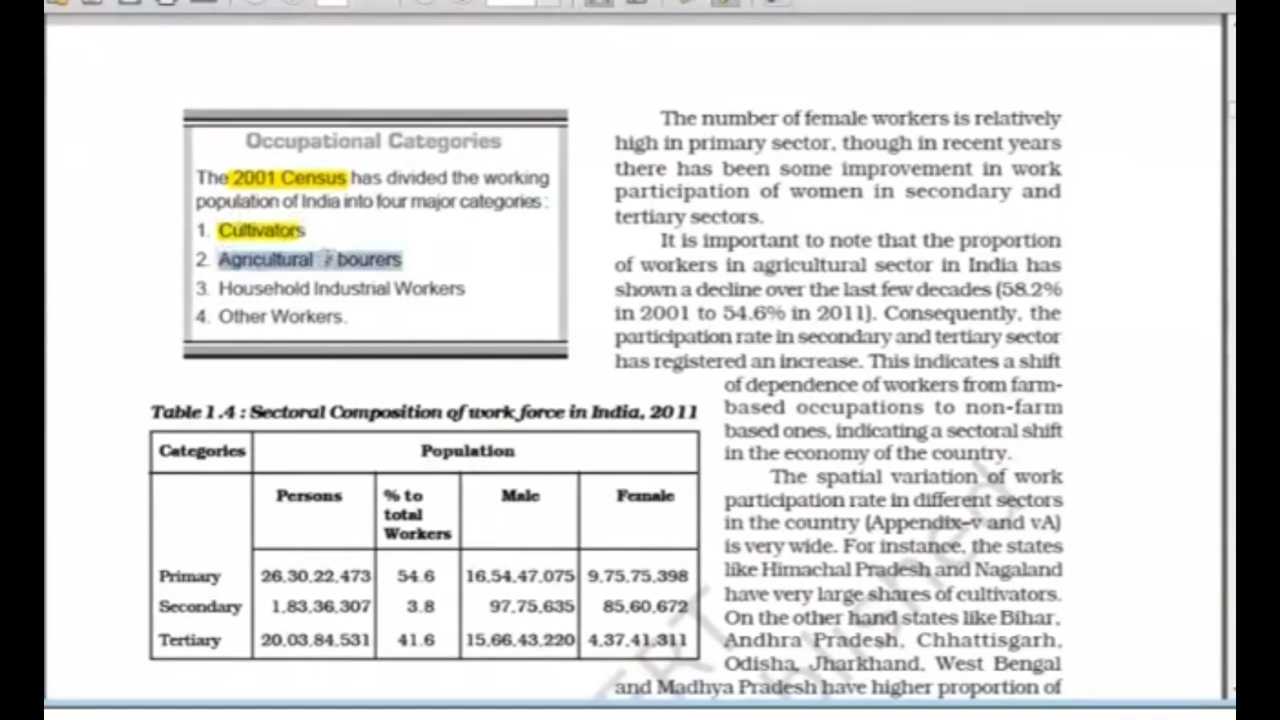 Occupational Categories
The 2001 Census has divided the working
population of India into four major categories :
1. Cultivators
2. Agricultural bourers
3. Household Industrial Workers
4. Other Workers.
Table 1.4 : Sectoral Composition of work force in India, 2011
Categories Population
Persons % to total Workers Male Female
Primary 26,30,22,473 54.6 16,54,47,075 9,75,75,398
Secondary 1,83,36,307 3.8 97,75,635 85,60,672
Tertiary 20,03,84,531 41.6 15,66,43,220 4,37,41,311
The number of female workers is relatively
high in primary sector, though in recent years
there has been some improvement in work
participation of women in secondary and
tertiary sectors.
It is important to note that the proportion
of workers in agricultural sector in India has
shown a decline over the last few decades (58.2%
in 2001 to 54.6% in 2011). Consequently, the
participation rate in secondary and tertiary sector
has registered an increase. This indicates a shift
of dependence of workers from farm-
based occupations to non-farm
based ones, indicating a sectoral shift
in the economy of the country.
The spatial variation of work
participation rate in different sectors
in the country (Appendix–v and vA)
is very wide. For instance, the states
like Himachal Pradesh and Nagaland
have very large shares of cultivators.
On the other hand states like Bihar,
Andhra Pradesh, Chhattisgarh,
Odisha, Jharkhand, West Bengal
and Madhya Pradesh have higher proportion of